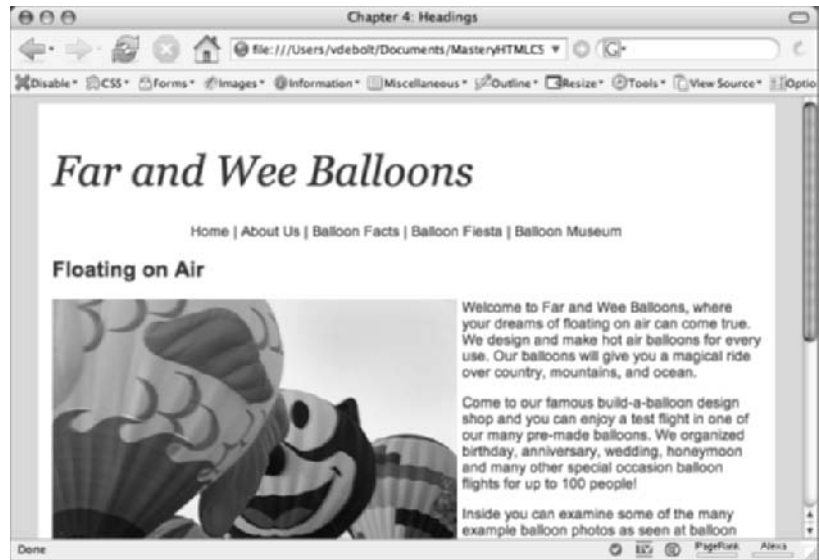 Chapter 4: Headings
file:///Users/vdebolt/Documents/MasteryHTMLCS
G
Disable CSS Forms Images Information Miscellaneous Outline Resize Tools View Source Optio
Far and Wee Balloons
Home | About Us | Balloon Facts | Balloon Fiesta | Balloon Museum
Floating on Air
Welcome to Far and Wee Balloons, where
your dreams of floating on air can come true.
We design and make hot air balloons for every
use. Our balloons will give you a magical ride
over country, mountains, and ocean.
Come to our famous build-a-balloon design
shop and you can enjoy a test flight in one of
our many pre-made balloons. We organized
birthday, anniversary, wedding, honeymoon
and many other special occasion balloon
flights for up to 100 people!
Inside you can examine some of the many
example balloon photos as seen at balloon
Done PageRank Alexa